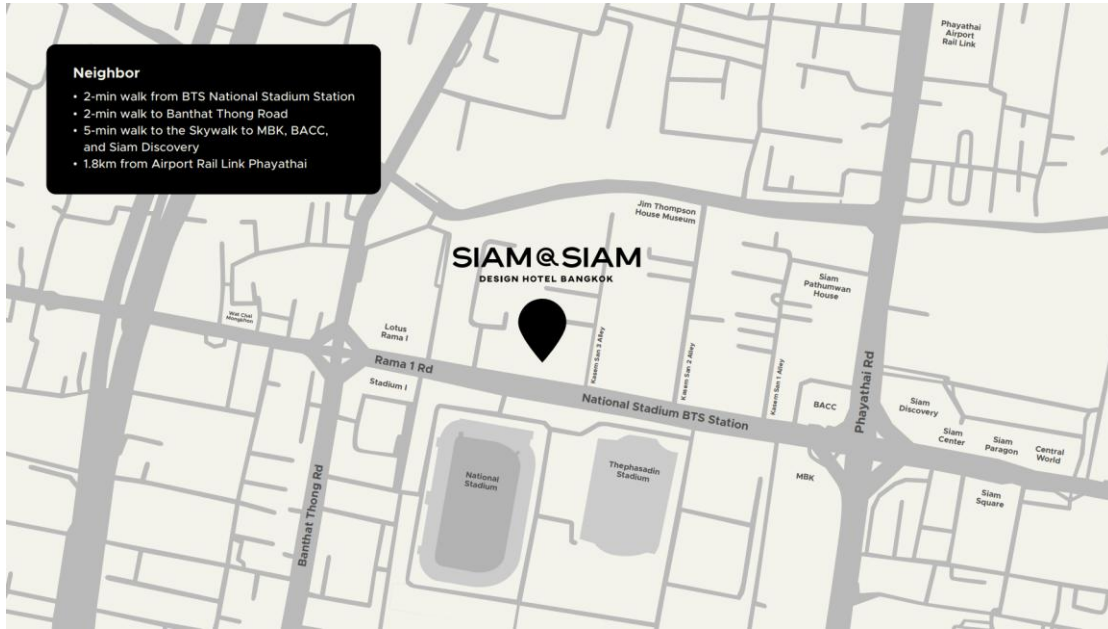 Neighbor
• 2-min walk from BTS National Stadium Station
• 2-min walk to Banthat Thong Road
• 5-min walk to the Skywalk to MBK, BACC,
and Siam Discovery
• 1.8km from Airport Rail Link Phayathai
Phayathai
Airport
Rail Link
Jim Thompson
House Museum
SIAM@SIAM
DESIGN HOTEL BANGKOK
Siam
Pathumwan
House
Wat Chai
Mongkhon
Lotus
Rama I
Rama 1 Rd
Stadium I
Kasem San 3 Alley
Kasem San 2 Alley
Kasem San 1 Alley
National Stadium BTS Station
Phayathai Rd
BACC
Siam
Discovery
Siam
Center
Siam
Paragon
Central
World
MBK
Siam
Square
National
Stadium
Thephasadin
Stadium
Banthat Thong Rd